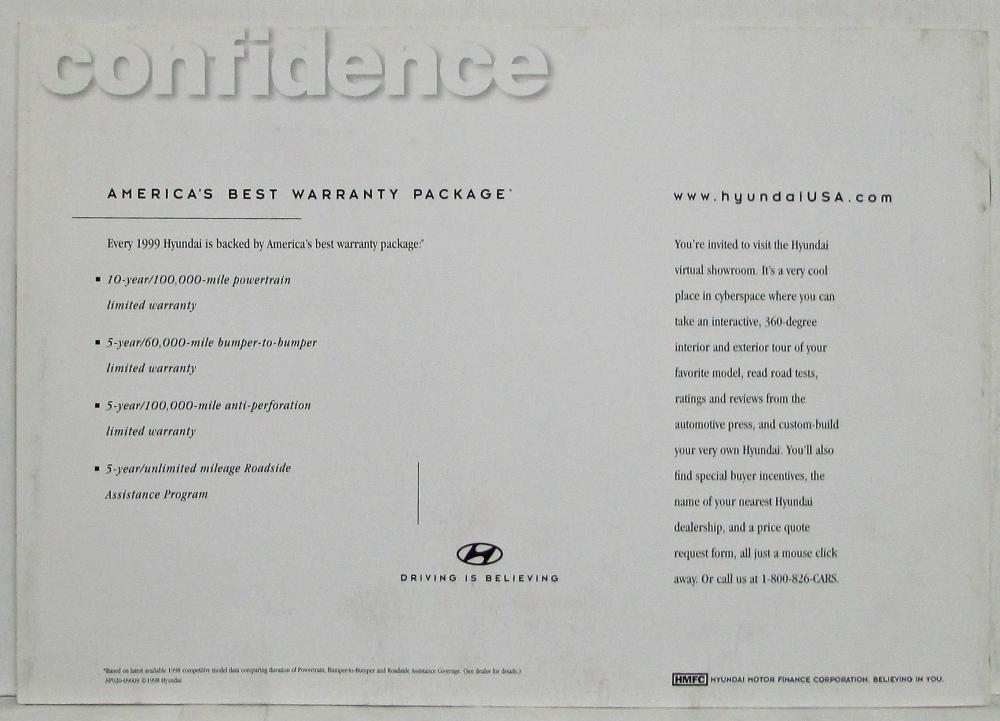 confidence
AMERICA'S BEST WARRANTY PACKAGE*
Every 1999 Hyundai is backed by America's best warranty package:*
▪ 10-year/100,000-mile powertrain
limited warranty
▪ 5-year/60,000-mile bumper-to-bumper
limited warranty
▪ 5-year/100,000-mile anti-perforation
limited warranty
▪ 5-year/unlimited mileage Roadside
Assistance Program
DRIVING IS BELIEVING
*Based on latest available 1998 competitive model data comparing duration of Powertrain, Bumper-to-Bumper and Roadside Assistance Coverage. (See dealer for details.)
NP020-09009 ©1998 Hyundai
www.hyundaiUSA.com
You're invited to visit the Hyundai
virtual showroom. It's a very cool
place in cyberspace where you can
take an interactive, 360-degree
interior and exterior tour of your
favorite model, read road tests,
ratings and reviews from the
automotive press, and custom-build
your very own Hyundai. You'll also
find special buyer incentives, the
name of your nearest Hyundai
dealership, and a price quote
request form, all just a mouse click
away. Or call us at 1-800-826-CARS.
HMFC HYUNDAI MOTOR FINANCE CORPORATION. BELIEVING IN YOU.